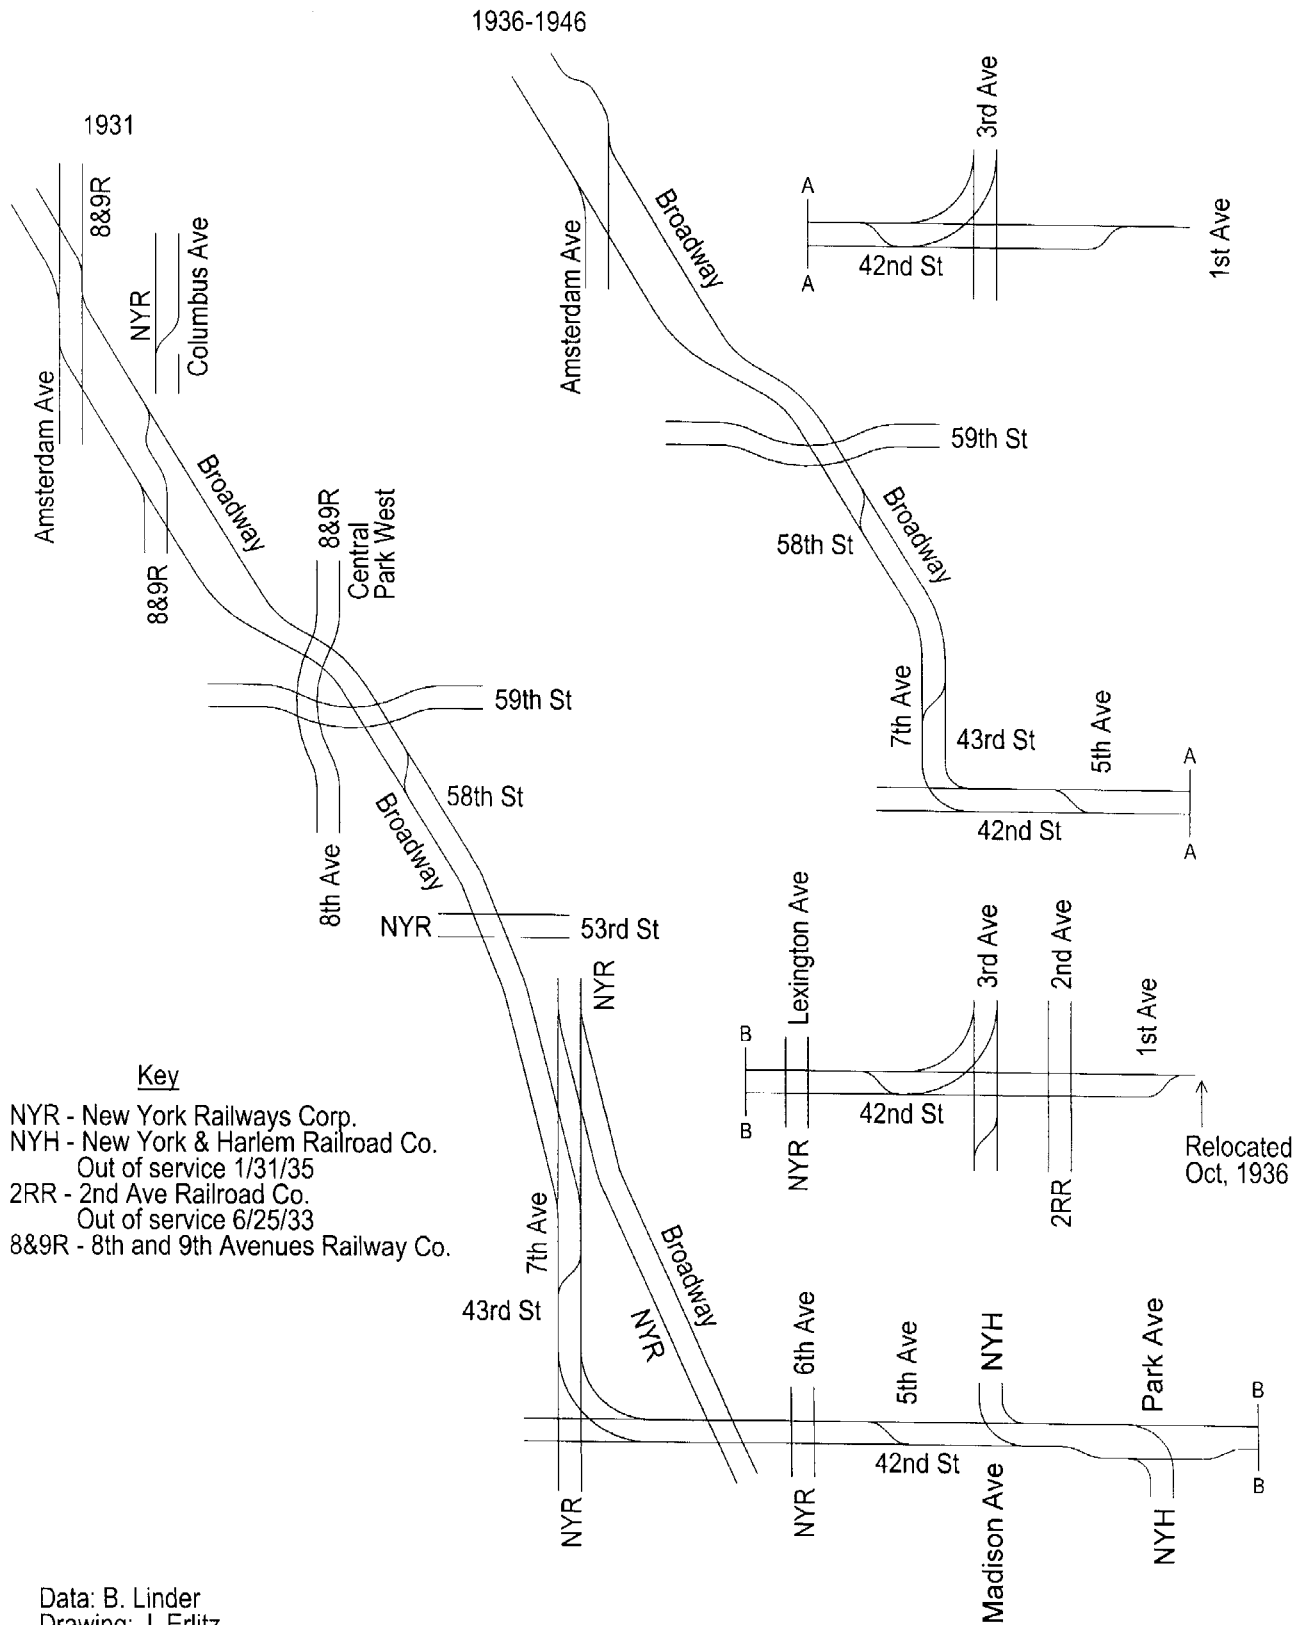 1936-1946
1931
8&9R
NYR
Columbus Ave
Amsterdam Ave
Broadway
8&9R
8&9R
Central
Park West
59th St
58th St
Broadway
8th Ave
NYR
53rd St
NYR
7th Ave
43rd St
Broadway
NYR
NYR
6th Ave
NYR
5th Ave
42nd St
NYH
Madison Ave
Park Ave
NYH
B
B
Amsterdam Ave
Broadway
59th St
58th St
Broadway
7th Ave
43rd St
5th Ave
42nd St
A
A
A
A
3rd Ave
42nd St
1st Ave
B
B
Lexington Ave
NYR
42nd St
3rd Ave
2nd Ave
2RR
1st Ave
Relocated
Oct, 1936
Key
NYR - New York Railways Corp.
NYH - New York & Harlem Railroad Co.
Out of service 1/31/35
2RR - 2nd Ave Railroad Co.
Out of service 6/25/33
8&9R - 8th and 9th Avenues Railway Co.
Data: B. Linder
Drawing: J. Erlitz